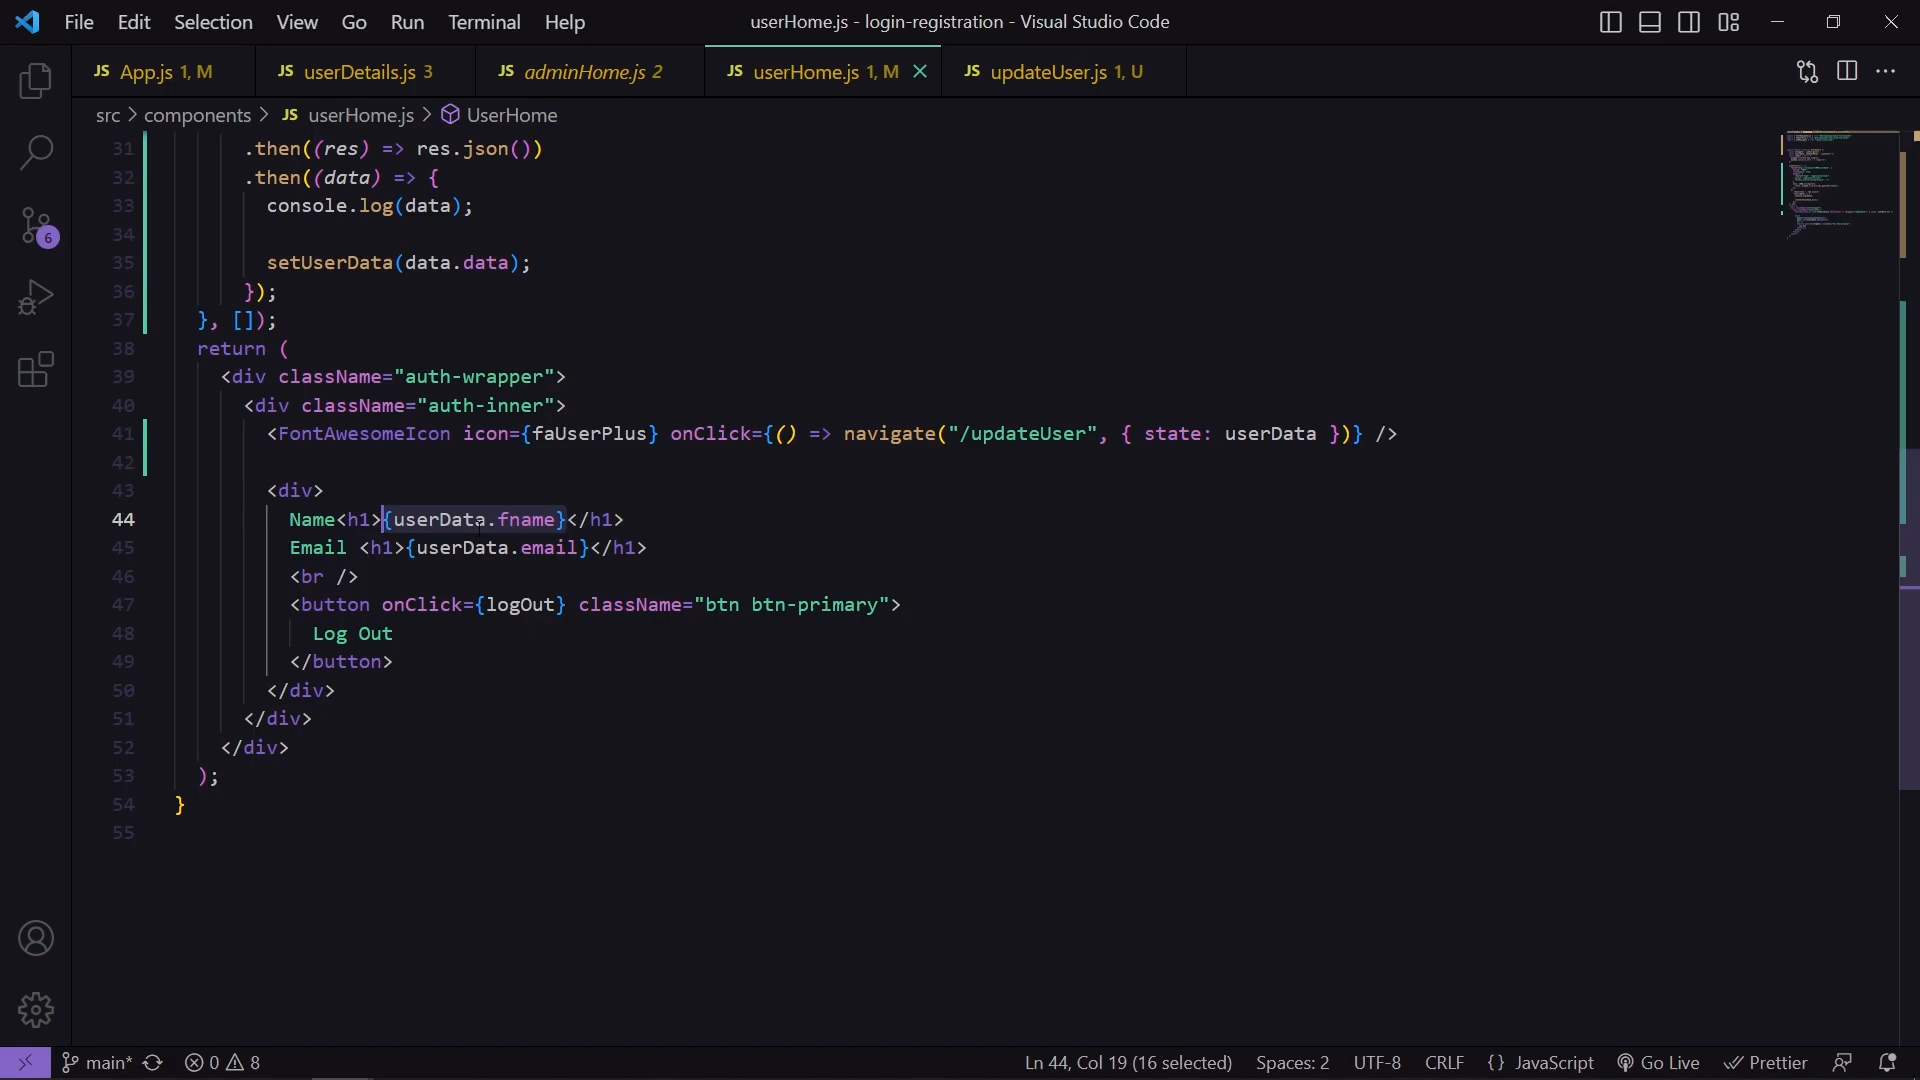 File Edit Selection View Go Run Terminal Help
userHome.js - login-registration - Visual Studio Code
JS App.js 1, M
JS userDetails.js 3
JS adminHome.js 2
JS userHome.js 1, M
JS updateUser.js 1, U
src > components > JS userHome.js > UserHome
31 .then((res) => res.json())
32 .then((data) => {
33 console.log(data);
34
35 setUserData(data.data);
36 });
37 }, []);
38 return (
39 <div className="auth-wrapper">
40 <div className="auth-inner">
41 <FontAwesomeIcon icon={faUserPlus} onClick={() => navigate("/updateUser", { state: userData })} />
42
43 <div>
44 Name<h1>{userData.fname}</h1>
45 Email <h1>{userData.email}</h1>
46 <br />
47 <button onClick={logOut} className="btn btn-primary">
48 Log Out
49 </button>
50 </div>
51 </div>
52 </div>
53 );
54 }
55
6
main* 0 8
Ln 44, Col 19 (16 selected) Spaces: 2 UTF-8 CRLF {} JavaScript Go Live Prettier